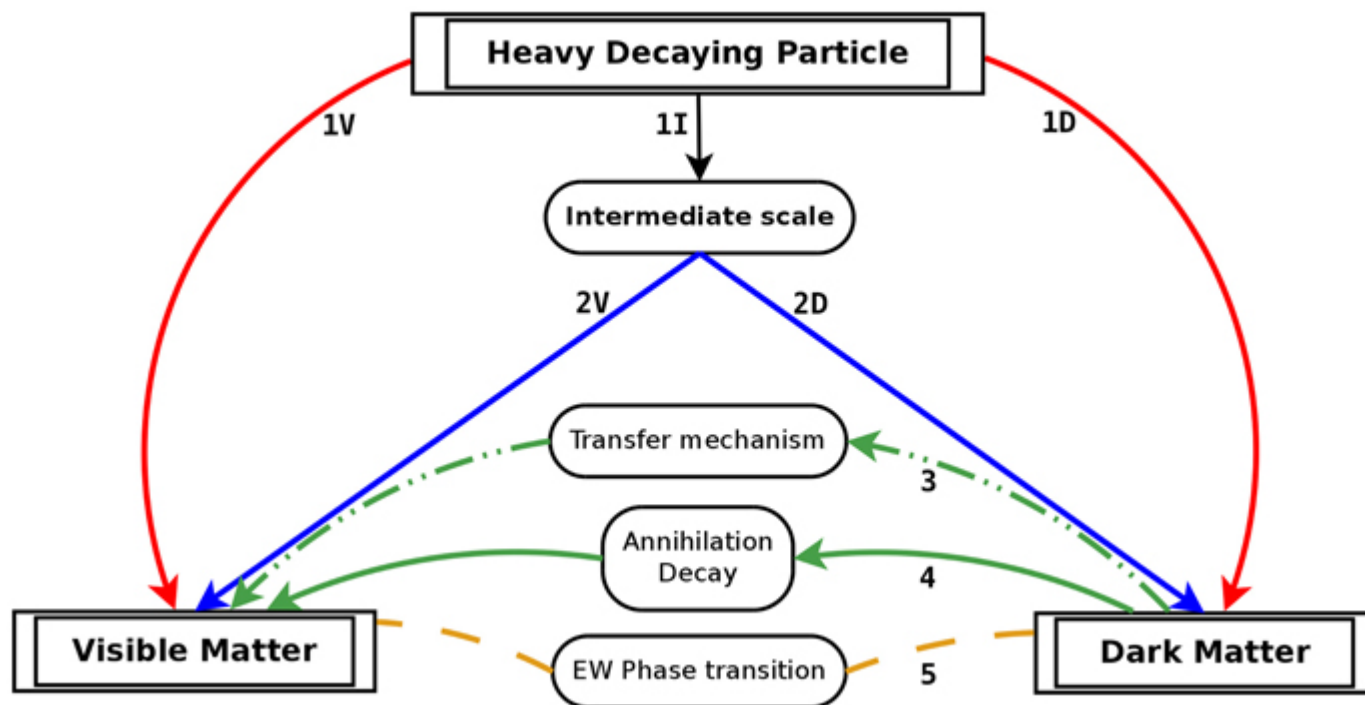 Heavy Decaying Particle
1V
1I
1D
Intermediate scale
2V
2D
Transfer mechanism
3
Annihilation
Decay
4
Visible Matter
EW Phase transition
5
Dark Matter